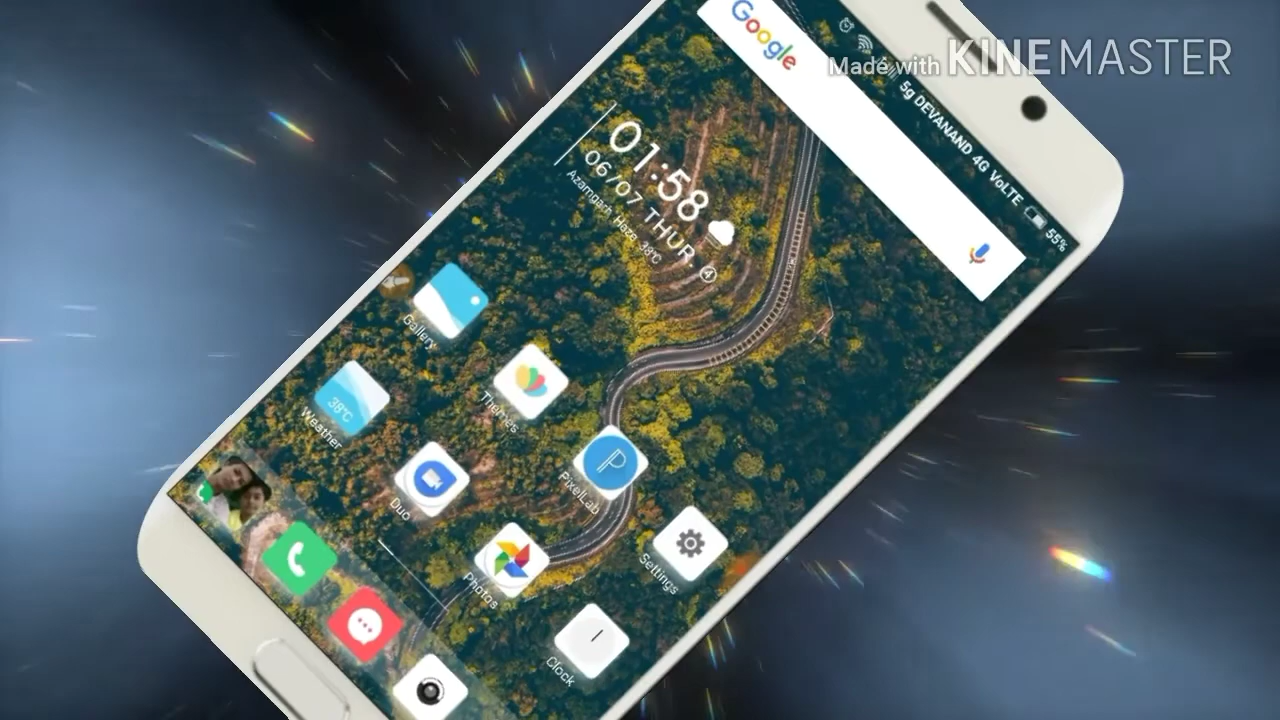 Google
Made with KINEMASTER
5g DEVANAND 4G VoLTE 55%
01:58
06/07 THUR. 4
Azamgarh Haze 38°C
Gallery
Themes
38°C
Weather
PixelLab
Duo
Settings
Photos
Clock